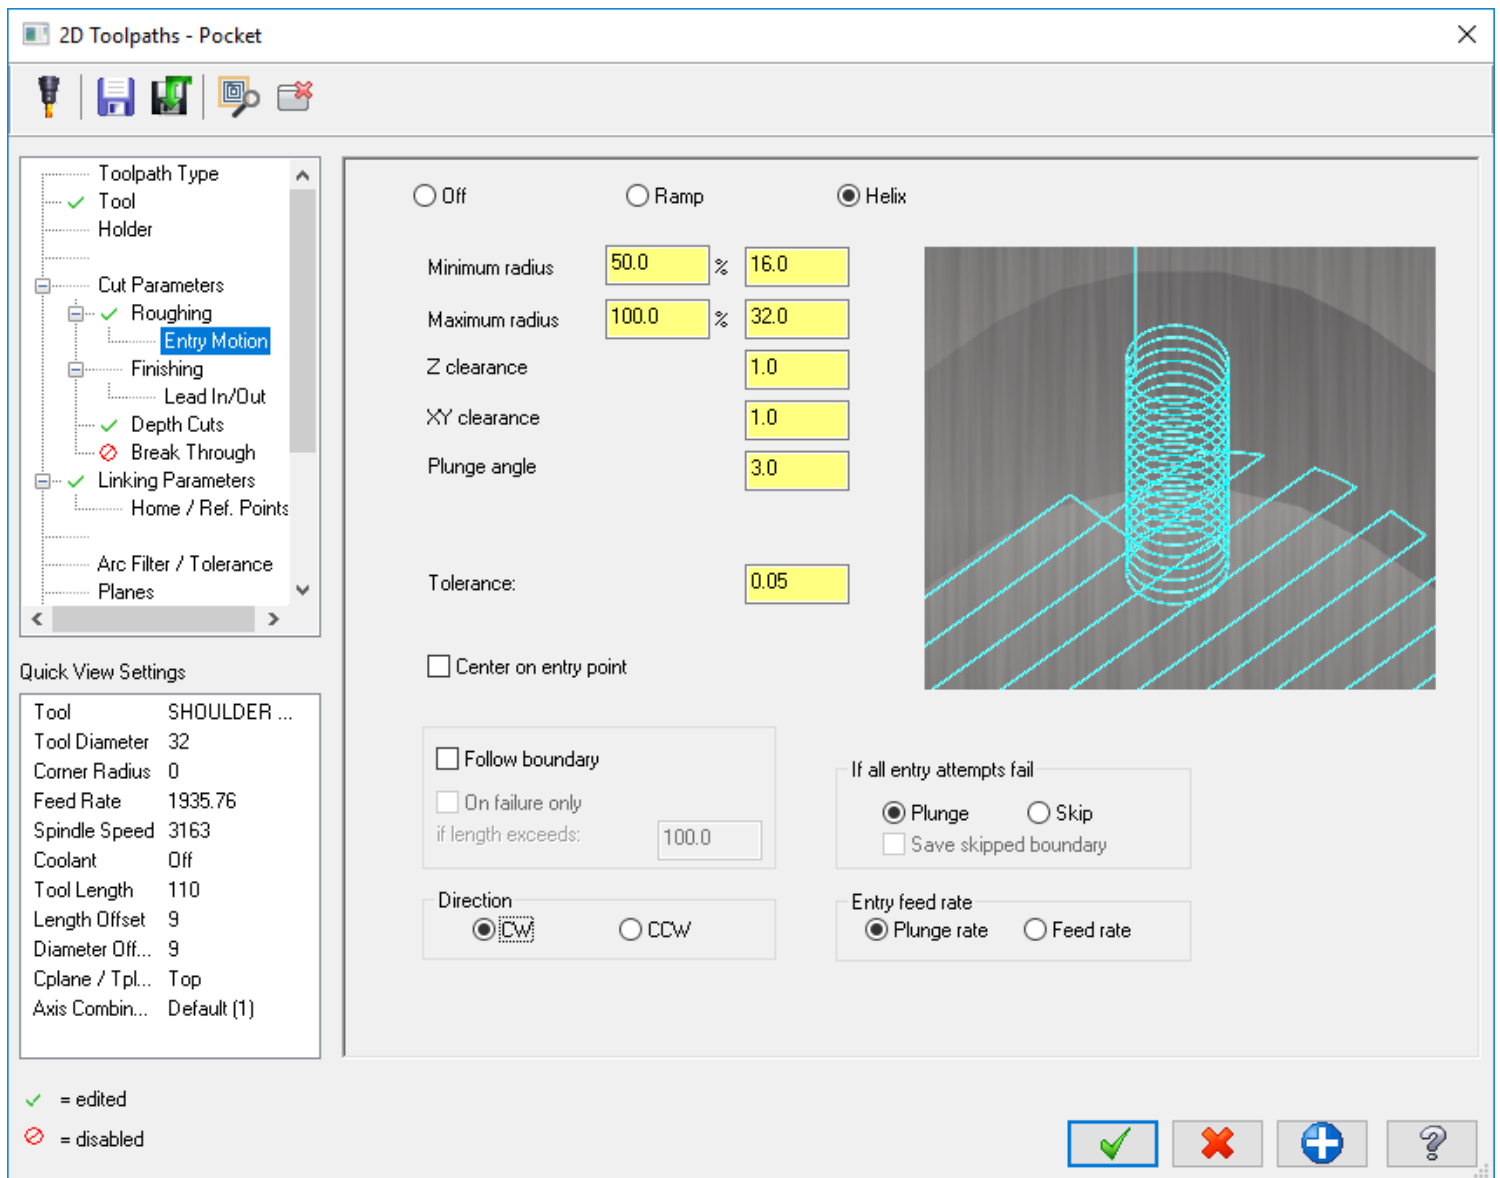 2D Toolpaths - Pocket
Toolpath Type
Tool
Holder
Cut Parameters
Roughing
Entry Motion
Finishing
Lead In/Out
Depth Cuts
Break Through
Linking Parameters
Home / Ref. Points
Arc Filter / Tolerance
Planes
Quick View Settings
Tool SHOULDER ...
Tool Diameter 32
Corner Radius 0
Feed Rate 1935.76
Spindle Speed 3163
Coolant Off
Tool Length 110
Length Offset 9
Diameter Off... 9
Cplane / Tpl... Top
Axis Combin... Default (1)
= edited
= disabled
Off Ramp Helix
Minimum radius 50.0 % 16.0
Maximum radius 100.0 % 32.0
Z clearance 1.0
XY clearance 1.0
Plunge angle 3.0
Tolerance: 0.05
Center on entry point
Follow boundary
On failure only
if length exceeds: 100.0
Direction
CW CCW
If all entry attempts fail
Plunge Skip
Save skipped boundary
Entry feed rate
Plunge rate Feed rate